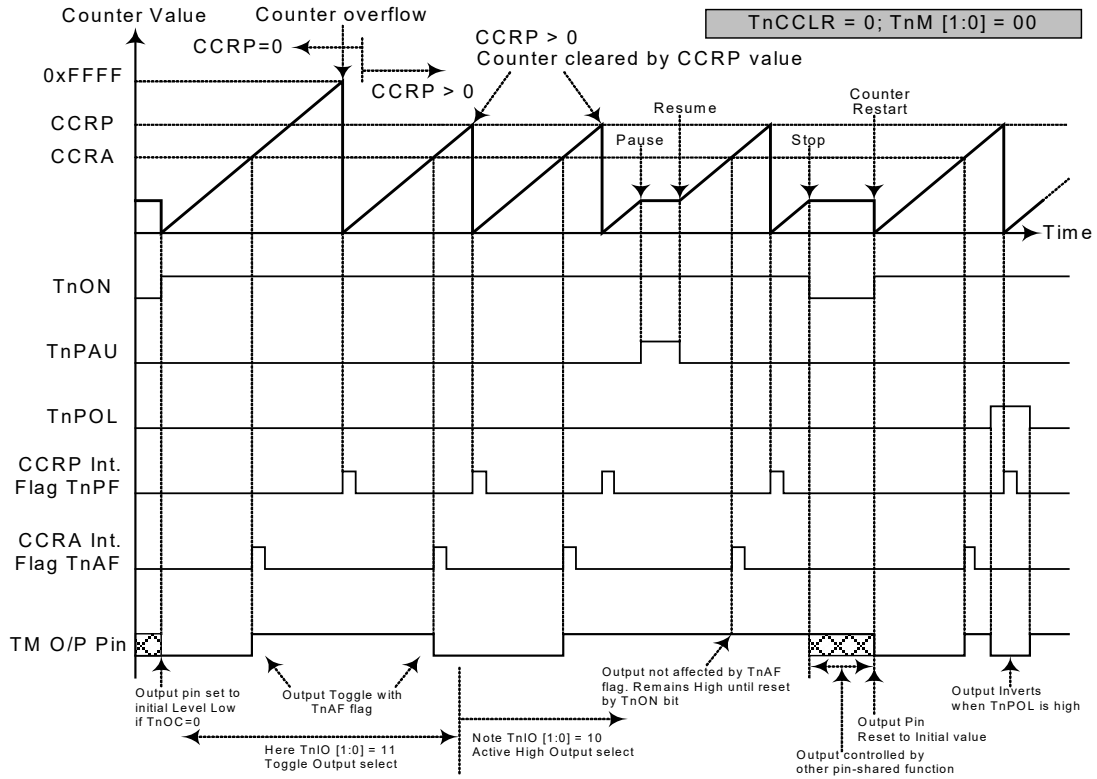 Counter Value
Counter overflow
TnCCLR = 0; TnM [1:0] = 00
CCRP=0
CCRP > 0
CCRP > 0
Counter cleared by CCRP value
0xFFFF
CCRP
CCRA
Pause
Resume
Stop
Counter
Restart
Time
TnON
TnPAU
TnPOL
CCRP Int.
Flag TnPF
CCRA Int.
Flag TnAF
TM O/P Pin
Output pin set to
initial Level Low
if TnOC=0
Output Toggle with
TnAF flag
Output not affected by TnAF
flag. Remains High until reset
by TnON bit
Output Inverts
when TnPOL is high
Output Pin
Reset to Initial value
Here TnIO [1:0] = 11
Toggle Output select
Note TnIO [1:0] = 10
Active High Output select
Output controlled by
other pin-shared function